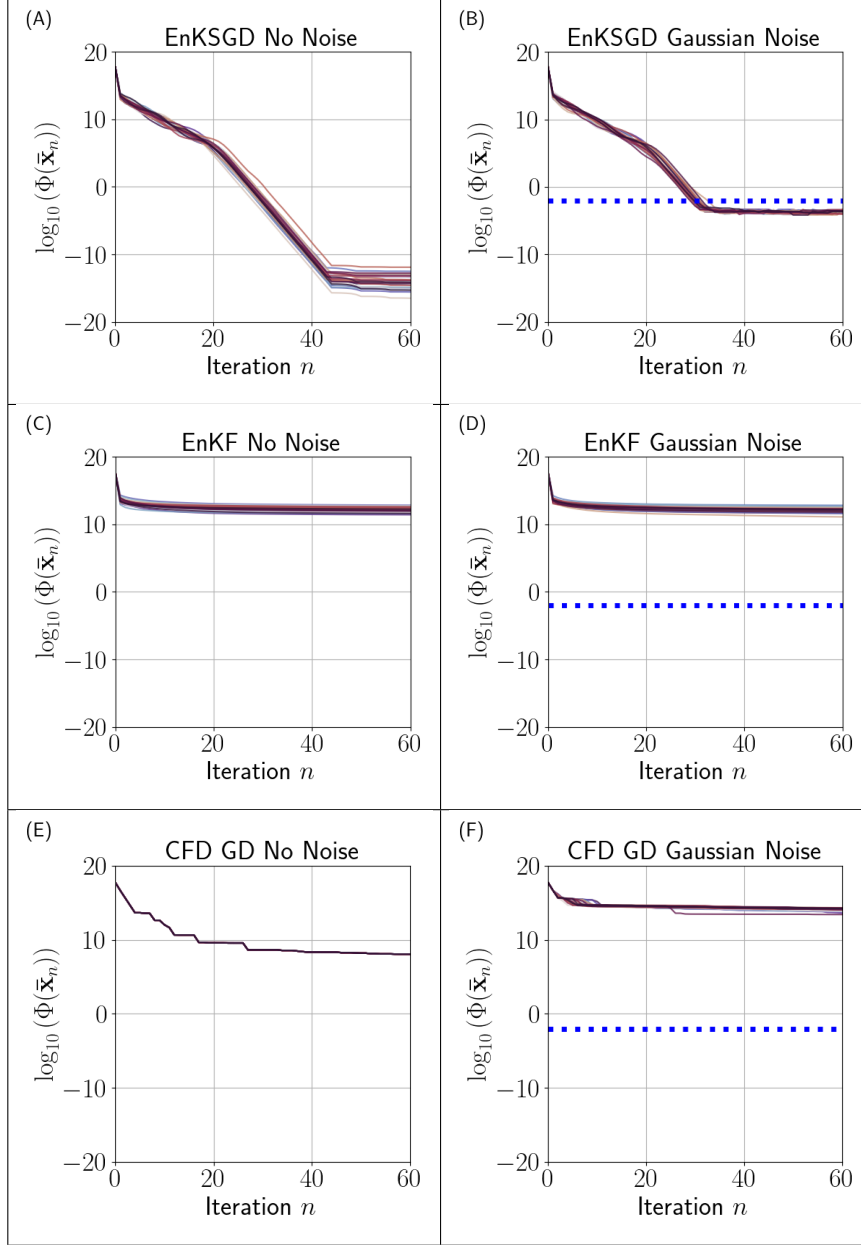 (A)
EnKSGD No Noise
20
10
0
−10
−20
log₁₀(Φ(x̄ₙ))
0 20 40 60
Iteration n
(B)
EnKSGD Gaussian Noise
20
10
0
−10
−20
log₁₀(Φ(x̄ₙ))
0 20 40 60
Iteration n
(C)
EnKF No Noise
20
10
0
−10
−20
log₁₀(Φ(x̄ₙ))
0 20 40 60
Iteration n
(D)
EnKF Gaussian Noise
20
10
0
−10
−20
log₁₀(Φ(x̄ₙ))
0 20 40 60
Iteration n
(E)
CFD GD No Noise
20
10
0
−10
−20
log₁₀(Φ(x̄ₙ))
0 20 40 60
Iteration n
(F)
CFD GD Gaussian Noise
20
10
0
−10
−20
log₁₀(Φ(x̄ₙ))
0 20 40 60
Iteration n